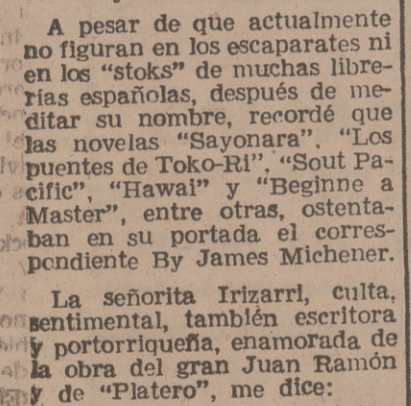 A pesar de que actualmente
no figuran en los escaparates ni
en los “stoks” de muchas libre-
rías españolas, después de me-
ditar su nombre, recordé que
las novelas “Sayonara”, “Los
puentes de Toko-Ri”, “Sout Pa-
cific”, “Hawai” y “Beginne a
Master”, entre otras, ostenta-
ban en su portada el corres-
pondiente By James Michener.
La señorita Irizarri, culta,
sentimental, también escritora
y portorriqueña, enamorada de
la obra del gran Juan Ramón
y de “Platero”, me dice: